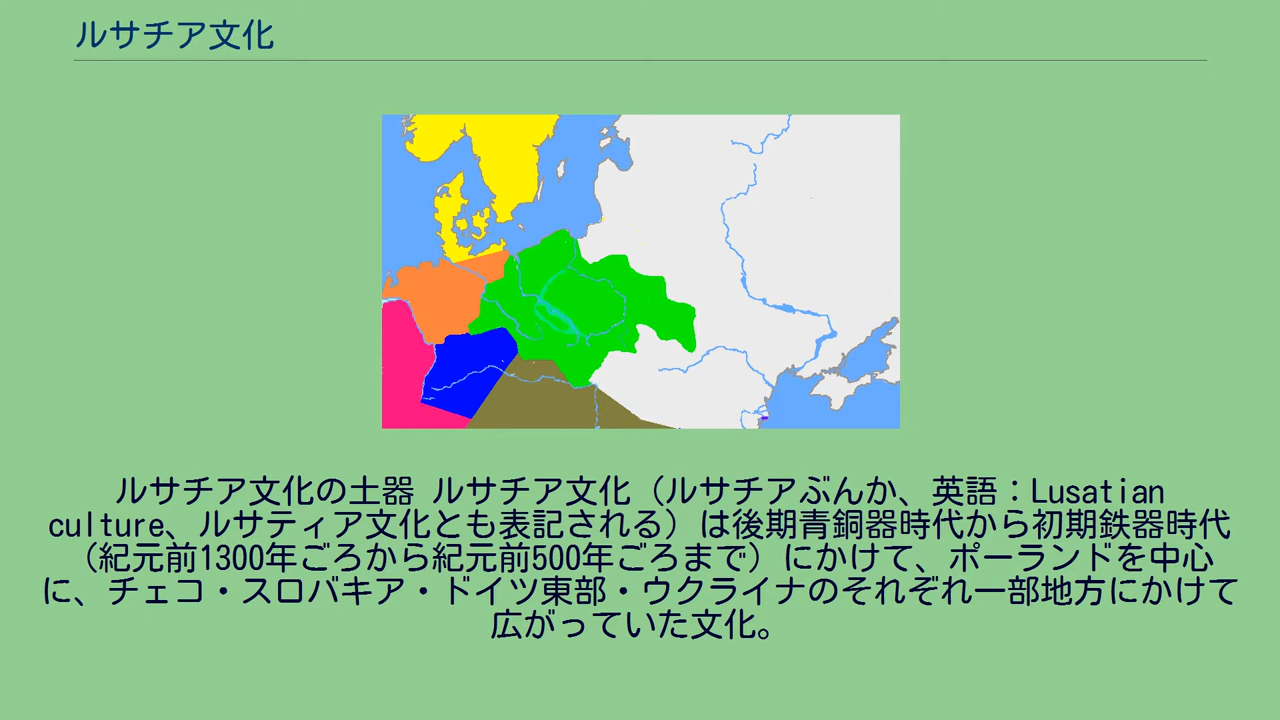 ルサチア文化
ルサチア文化の土器 ルサチア文化（ルサチアぶんか、英語：Lusatian
culture、ルサティア文化とも表記される）は後期青銅器時代から初期鉄器時代
（紀元前1300年ごろから紀元前500年ごろまで）にかけて、ポーランドを中心
に、チェコ・スロバキア・ドイツ東部・ウクライナのそれぞれ一部地方にかけて
広がっていた文化。